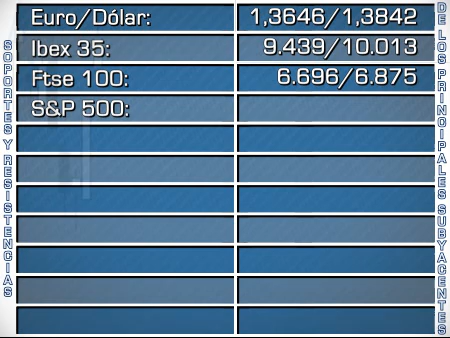 SOPORTES Y RESISTENCIAS
DE LOS PRINCIPALES SUBYACENTES
Euro/Dólar: 1,3646/1,3842
Ibex 35: 9.439/10.013
Ftse 100: 6.696/6.875
S&P 500: